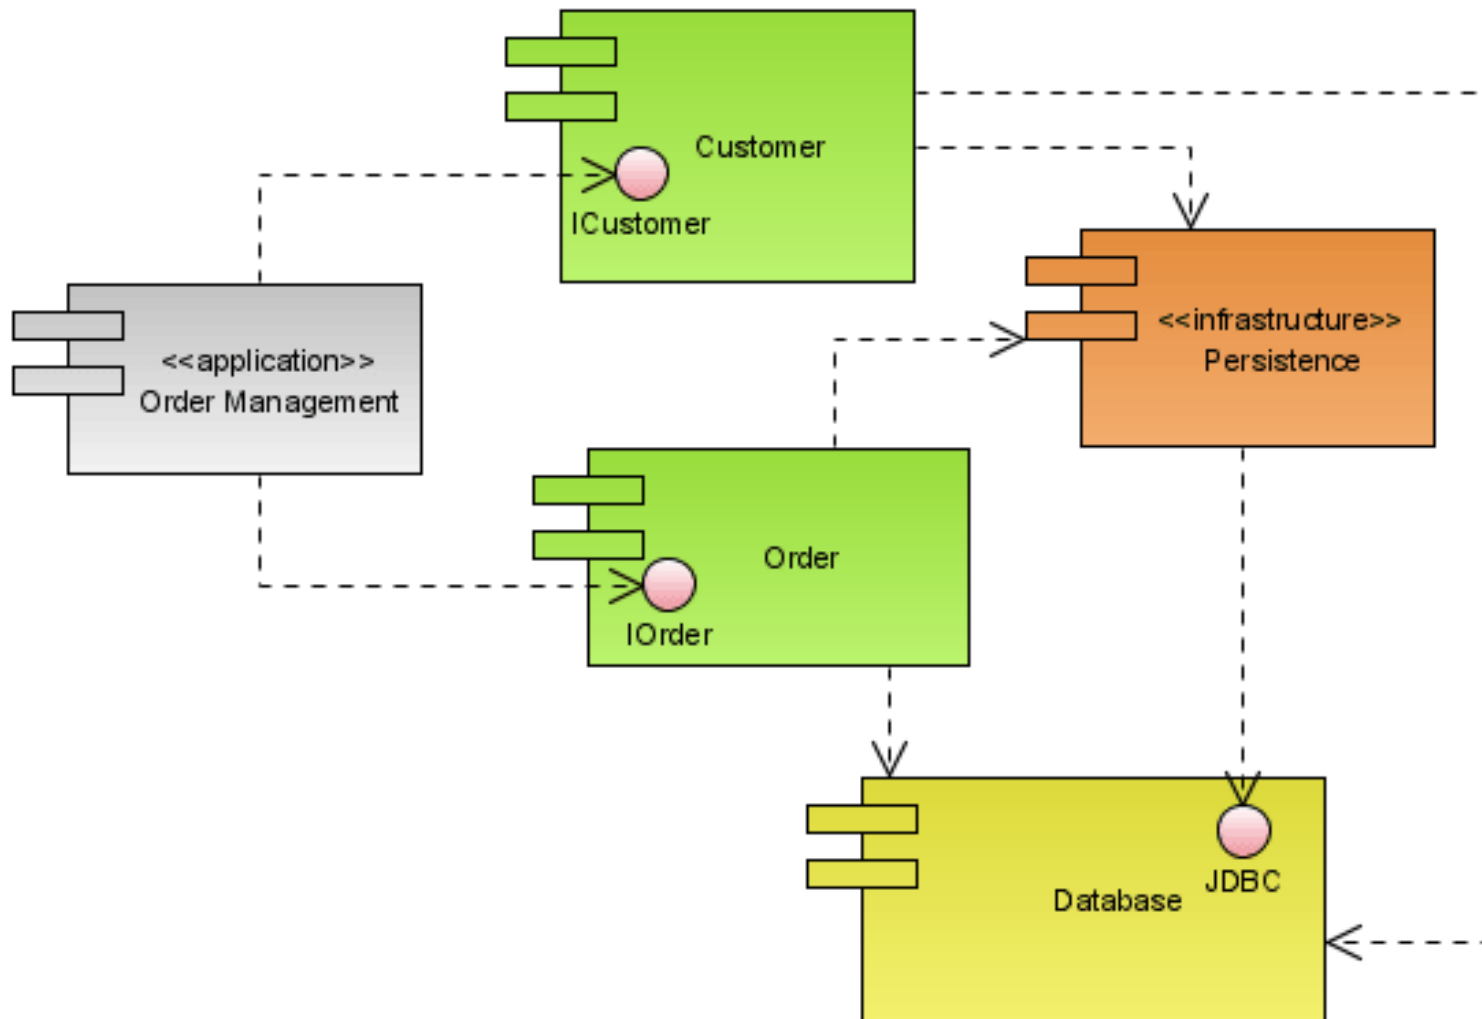 Customer
ICustomer
<<infrastructure>>
Persistence
<<application>>
Order Management
Order
IOrder
JDBC
Database